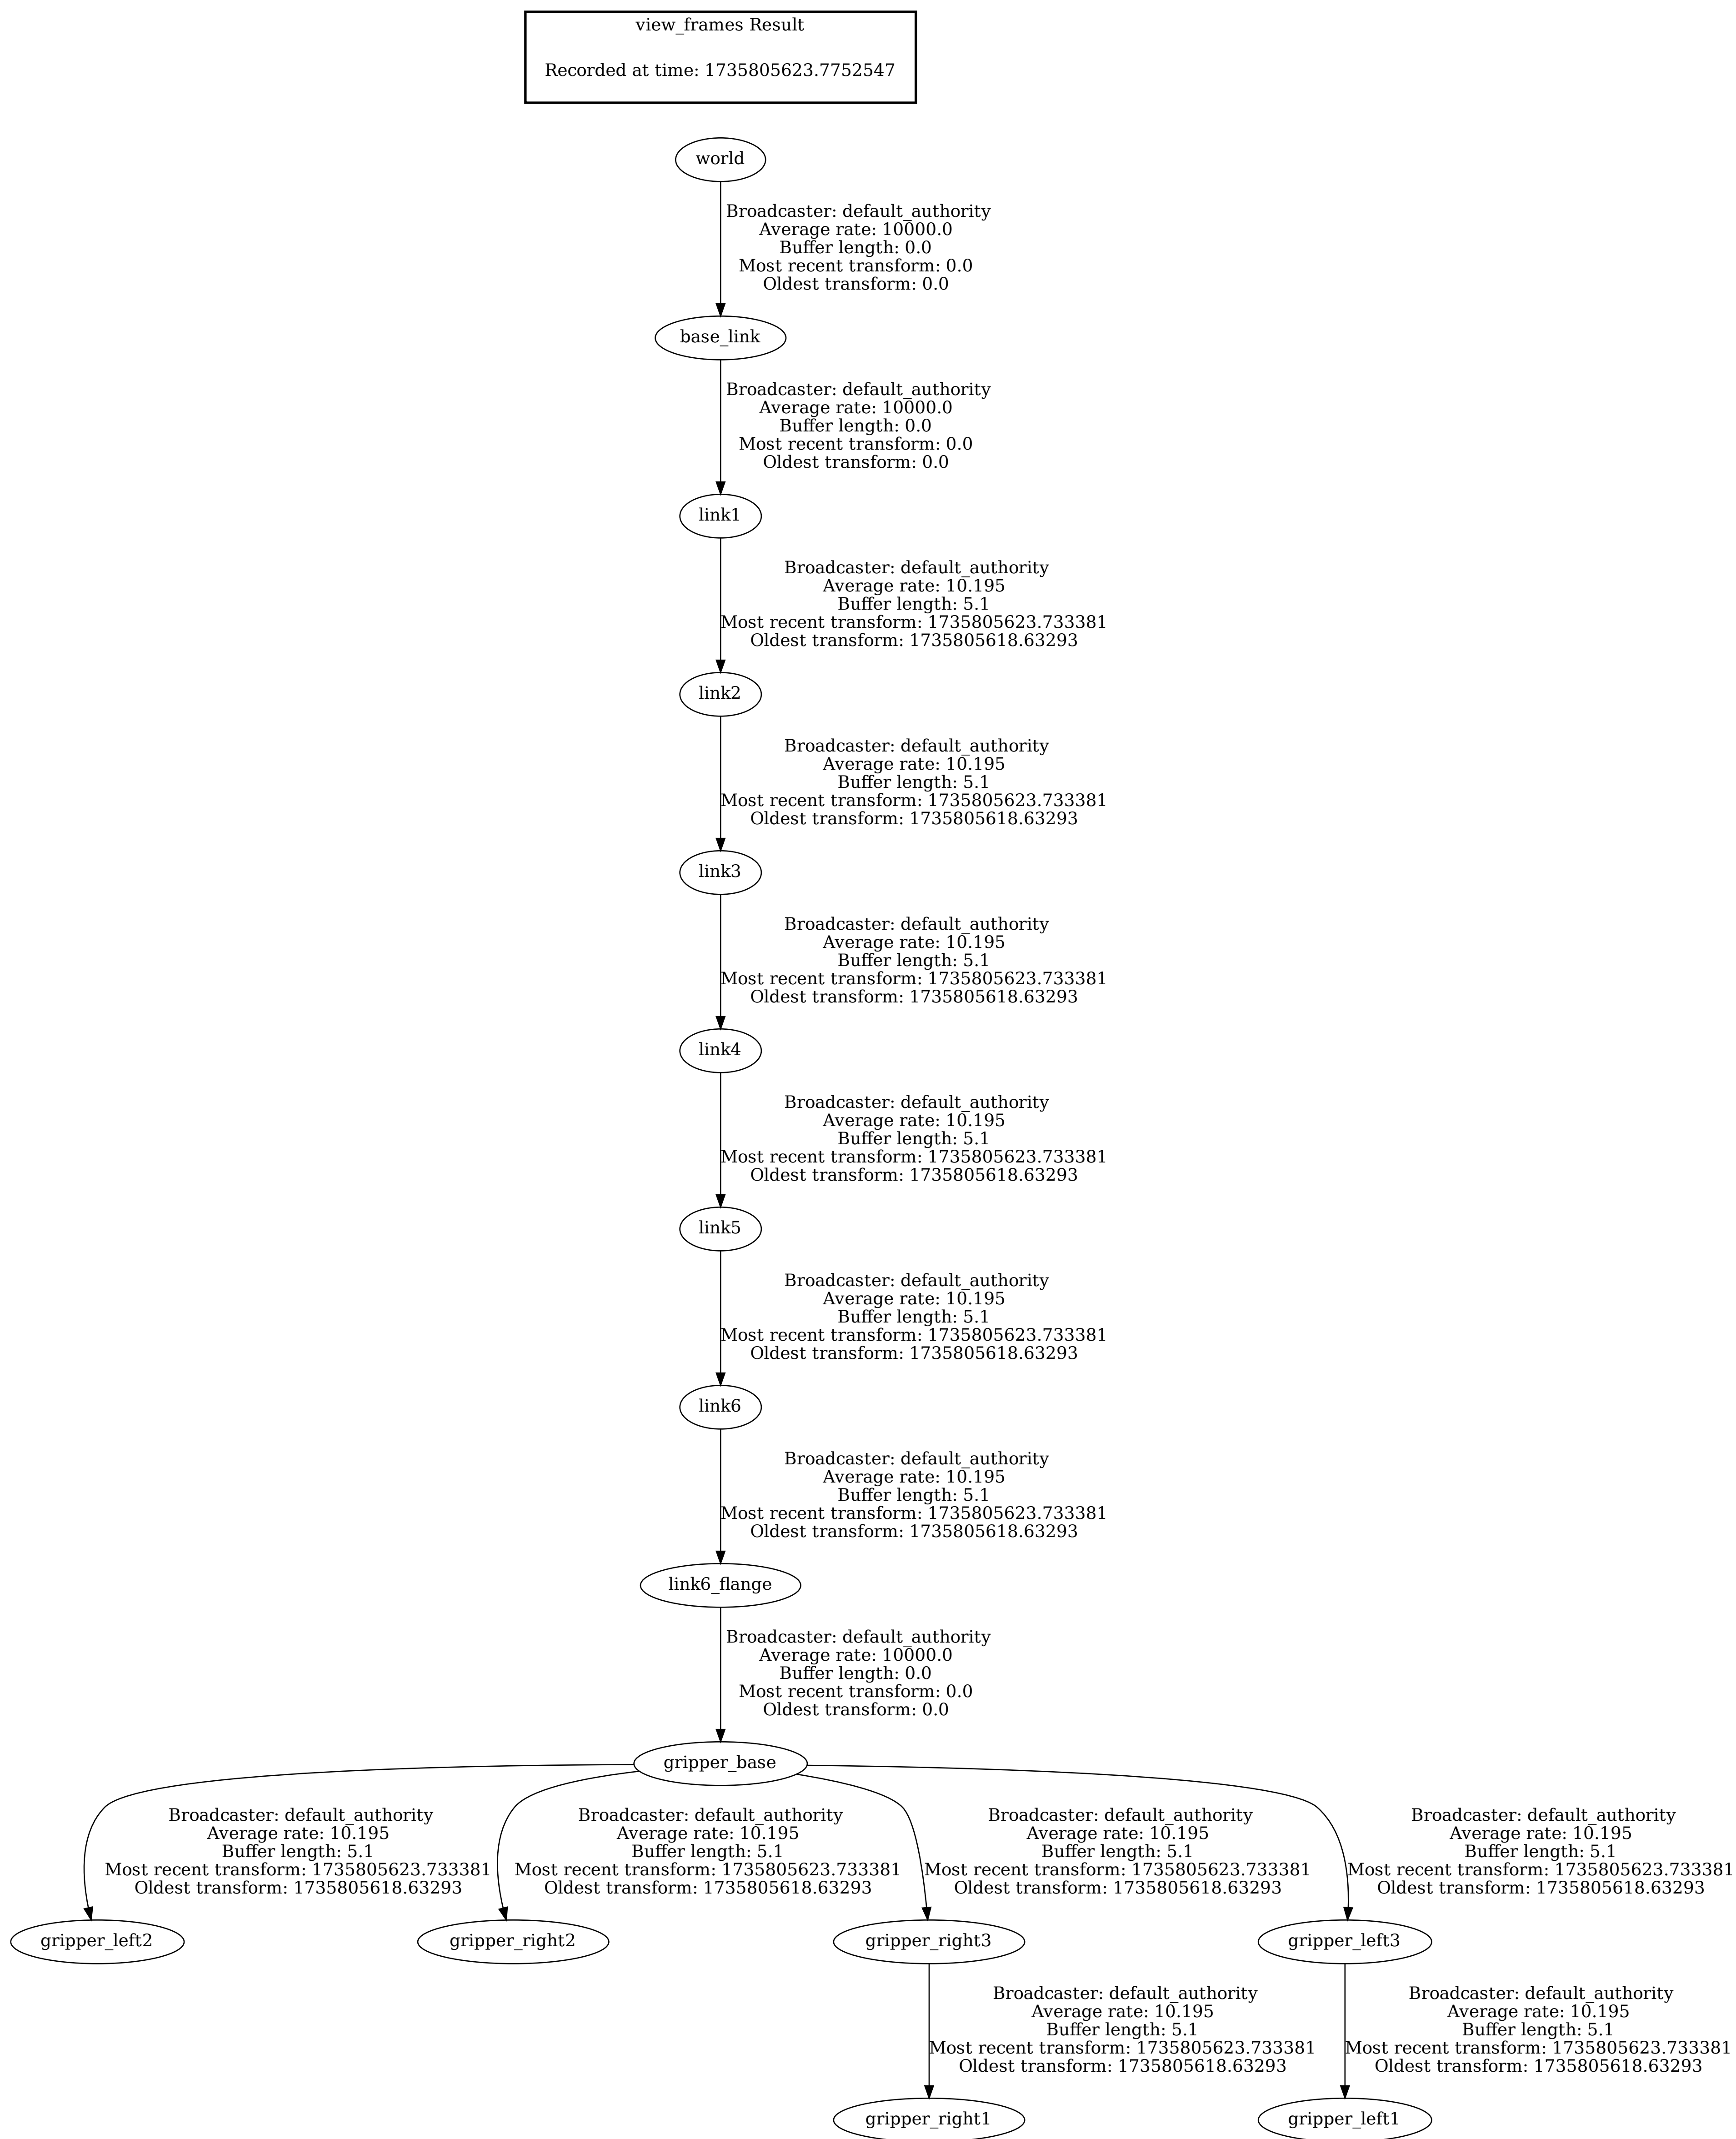 view_frames Result
Recorded at time: 1735805623.7752547
world
Broadcaster: default_authority
Average rate: 10000.0
Buffer length: 0.0
Most recent transform: 0.0
Oldest transform: 0.0
base_link
Broadcaster: default_authority
Average rate: 10000.0
Buffer length: 0.0
Most recent transform: 0.0
Oldest transform: 0.0
link1
Broadcaster: default_authority
Average rate: 10.195
Buffer length: 5.1
Most recent transform: 1735805623.733381
Oldest transform: 1735805618.63293
link2
Broadcaster: default_authority
Average rate: 10.195
Buffer length: 5.1
Most recent transform: 1735805623.733381
Oldest transform: 1735805618.63293
link3
Broadcaster: default_authority
Average rate: 10.195
Buffer length: 5.1
Most recent transform: 1735805623.733381
Oldest transform: 1735805618.63293
link4
Broadcaster: default_authority
Average rate: 10.195
Buffer length: 5.1
Most recent transform: 1735805623.733381
Oldest transform: 1735805618.63293
link5
Broadcaster: default_authority
Average rate: 10.195
Buffer length: 5.1
Most recent transform: 1735805623.733381
Oldest transform: 1735805618.63293
link6
Broadcaster: default_authority
Average rate: 10.195
Buffer length: 5.1
Most recent transform: 1735805623.733381
Oldest transform: 1735805618.63293
link6_flange
Broadcaster: default_authority
Average rate: 10000.0
Buffer length: 0.0
Most recent transform: 0.0
Oldest transform: 0.0
gripper_base
Broadcaster: default_authority
Average rate: 10.195
Buffer length: 5.1
Most recent transform: 1735805623.733381
Oldest transform: 1735805618.63293
Broadcaster: default_authority
Average rate: 10.195
Buffer length: 5.1
Most recent transform: 1735805623.733381
Oldest transform: 1735805618.63293
Broadcaster: default_authority
Average rate: 10.195
Buffer length: 5.1
Most recent transform: 1735805623.733381
Oldest transform: 1735805618.63293
Broadcaster: default_authority
Average rate: 10.195
Buffer length: 5.1
Most recent transform: 1735805623.733381
Oldest transform: 1735805618.63293
gripper_left2
gripper_right2
gripper_right3
gripper_left3
Broadcaster: default_authority
Average rate: 10.195
Buffer length: 5.1
Most recent transform: 1735805623.733381
Oldest transform: 1735805618.63293
Broadcaster: default_authority
Average rate: 10.195
Buffer length: 5.1
Most recent transform: 1735805623.733381
Oldest transform: 1735805618.63293
gripper_right1
gripper_left1